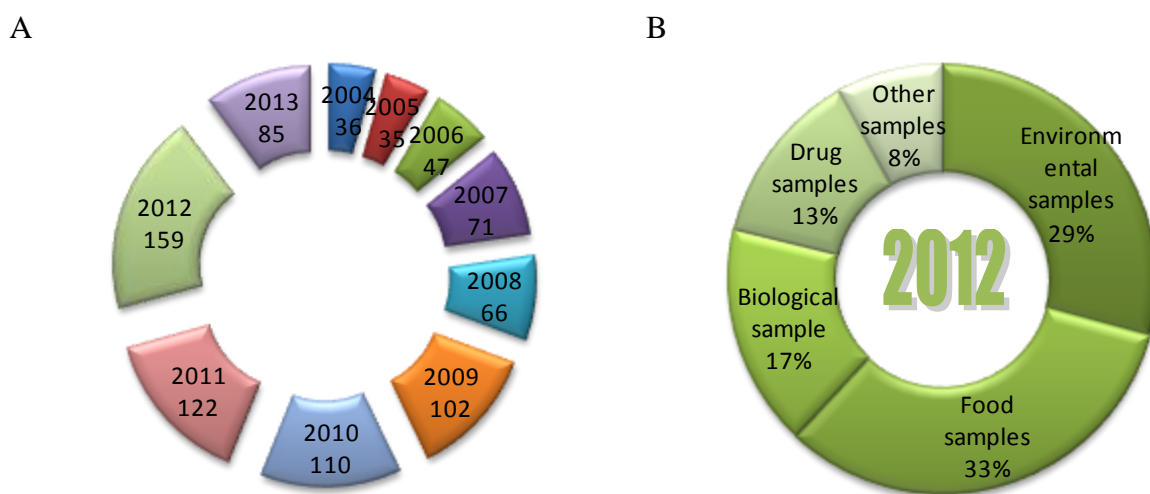 A
B
2004
36
2005
35
2006
47
2007
71
2008
66
2009
102
2010
110
2011
122
2012
159
2013
85
Environm
ental
samples
29%
Food
samples
33%
Biological
sample
17%
Drug
samples
13%
Other
samples
8%
2012